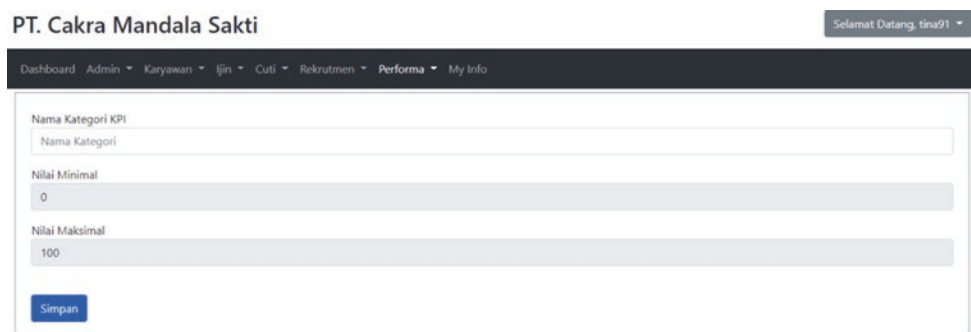 PT. Cakra Mandala Sakti
Selamat Datang, tina91
Dashboard Admin Karyawan Ijin Cuti Rekrutmen Performa My Info
Nama Kategori KPI
Nama Kategori
Nilai Minimal
0
Nilai Maksimal
100
Simpan